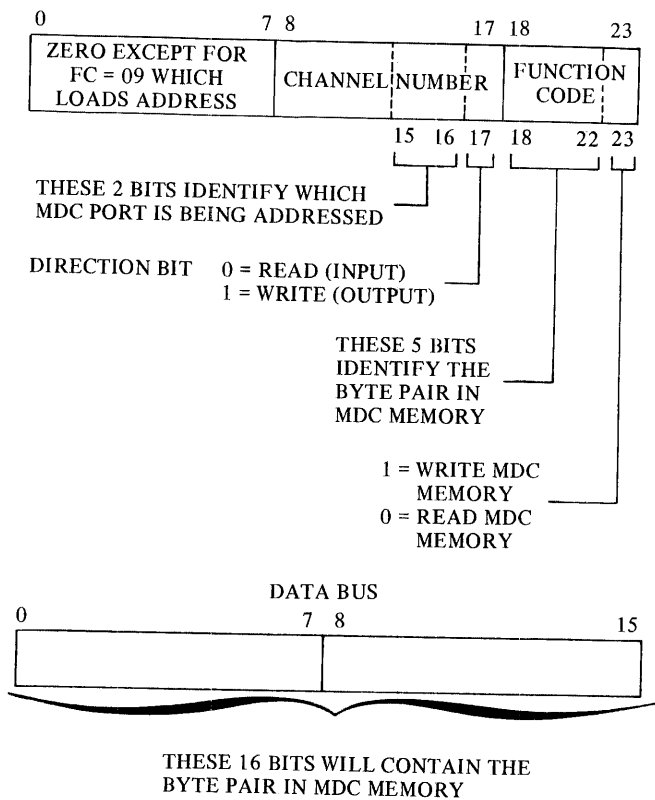 0 7 8 17 18 23
ZERO EXCEPT FOR
FC = 09 WHICH
LOADS ADDRESS
CHANNEL NUMBER
FUNCTION
CODE
15 16 17 18 22 23
THESE 2 BITS IDENTIFY WHICH
MDC PORT IS BEING ADDRESSED
DIRECTION BIT 0 = READ (INPUT)
1 = WRITE (OUTPUT)
THESE 5 BITS
IDENTIFY THE
BYTE PAIR IN
MDC MEMORY
1 = WRITE MDC
MEMORY
0 = READ MDC
MEMORY
DATA BUS
0 7 8 15
THESE 16 BITS WILL CONTAIN THE
BYTE PAIR IN MDC MEMORY